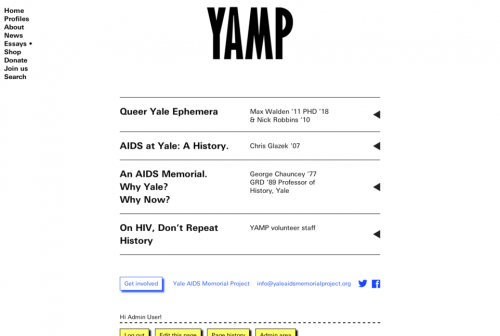 Home
Profiles
About
News
Essays •
Shop
Donate
Join us
Search
YAMP
Queer Yale Ephemera
Max Walden '11 PHD '18
& Nick Robbins '10
AIDS at Yale: A History.
Chris Glazek '07
An AIDS Memorial.
Why Yale?
Why Now?
George Chauncey '77
GRD '89 Professor of
History, Yale
On HIV, Don't Repeat
History
YAMP volunteer staff
Get involved
Yale AIDS Memorial Project
info@yaleaidsmemorialproject.org
Hi Admin User!
Log out
Edit this page
Page history
Admin area